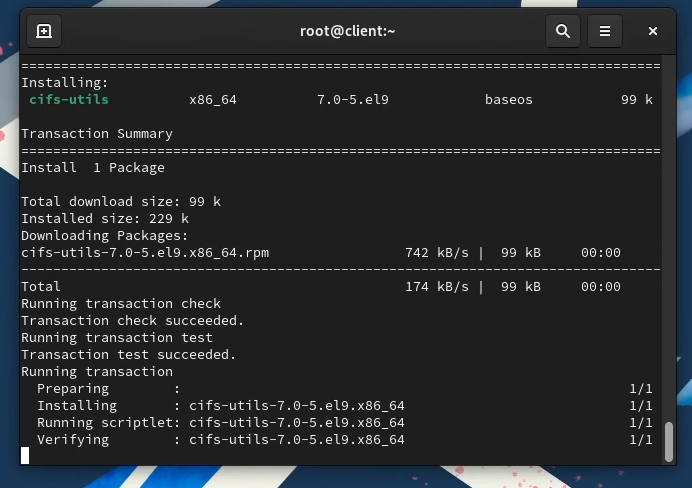 root@client:~
================================================================================
Installing:
 cifs-utils          x86_64          7.0-5.el9            baseos           99 k

Transaction Summary
================================================================================
Install  1 Package

Total download size: 99 k
Installed size: 229 k
Downloading Packages:
cifs-utils-7.0-5.el9.x86_64.rpm                 742 kB/s |  99 kB     00:00
--------------------------------------------------------------------------------
Total                                           174 kB/s |  99 kB     00:00
Running transaction check
Transaction check succeeded.
Running transaction test
Transaction test succeeded.
Running transaction
  Preparing        :                                                        1/1
  Installing       : cifs-utils-7.0-5.el9.x86_64                            1/1
  Running scriptlet: cifs-utils-7.0-5.el9.x86_64                            1/1
  Verifying        : cifs-utils-7.0-5.el9.x86_64                            1/1